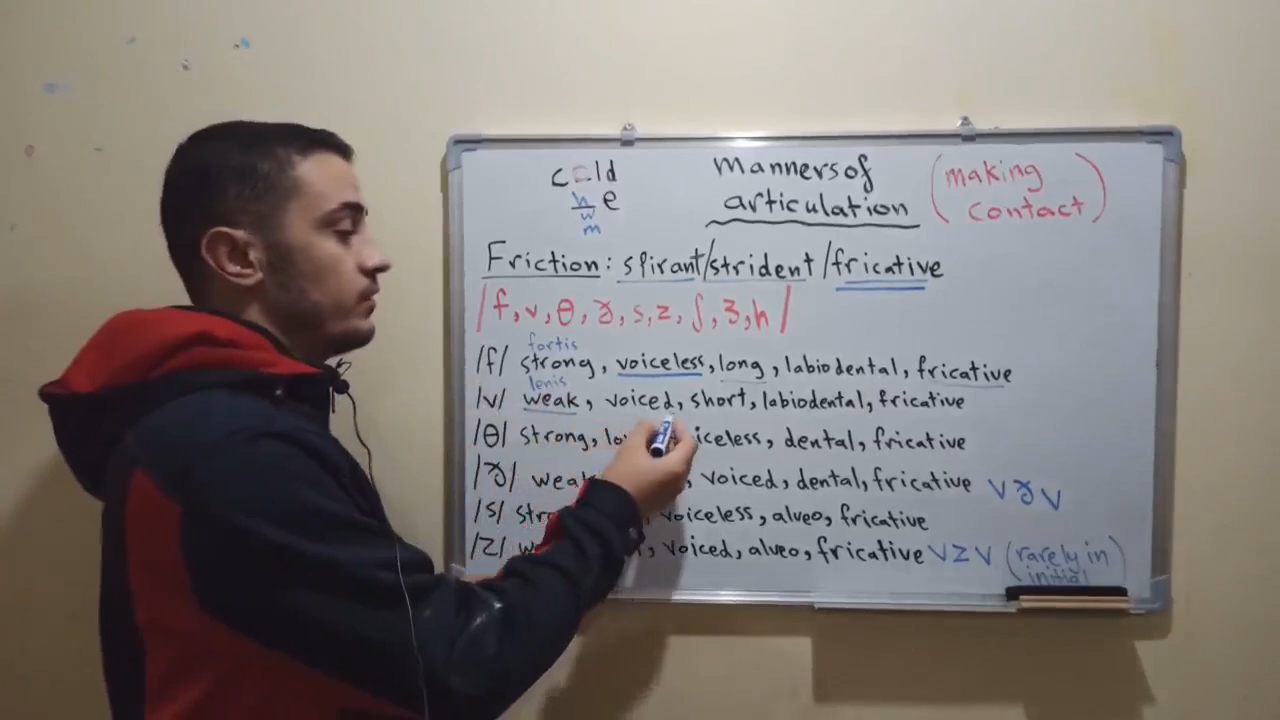 cold Manners of (making
h e articulation contact)
w
m
Friction: spirant/strident/fricative
/f, v, θ, ð, s, z, ʃ, ʒ, h/
fortis
/f/ strong, voiceless, long, labiodental, fricative
lenis
/v/ weak, voiced, short, labiodental, fricative
/θ/ strong, voiceless, dental, fricative
/ð/ weak, voiced, dental, fricative VðV
/s/ voiceless, alveo, fricative
/z/ voiced, alveo, fricative VzV (rarely in
initial)